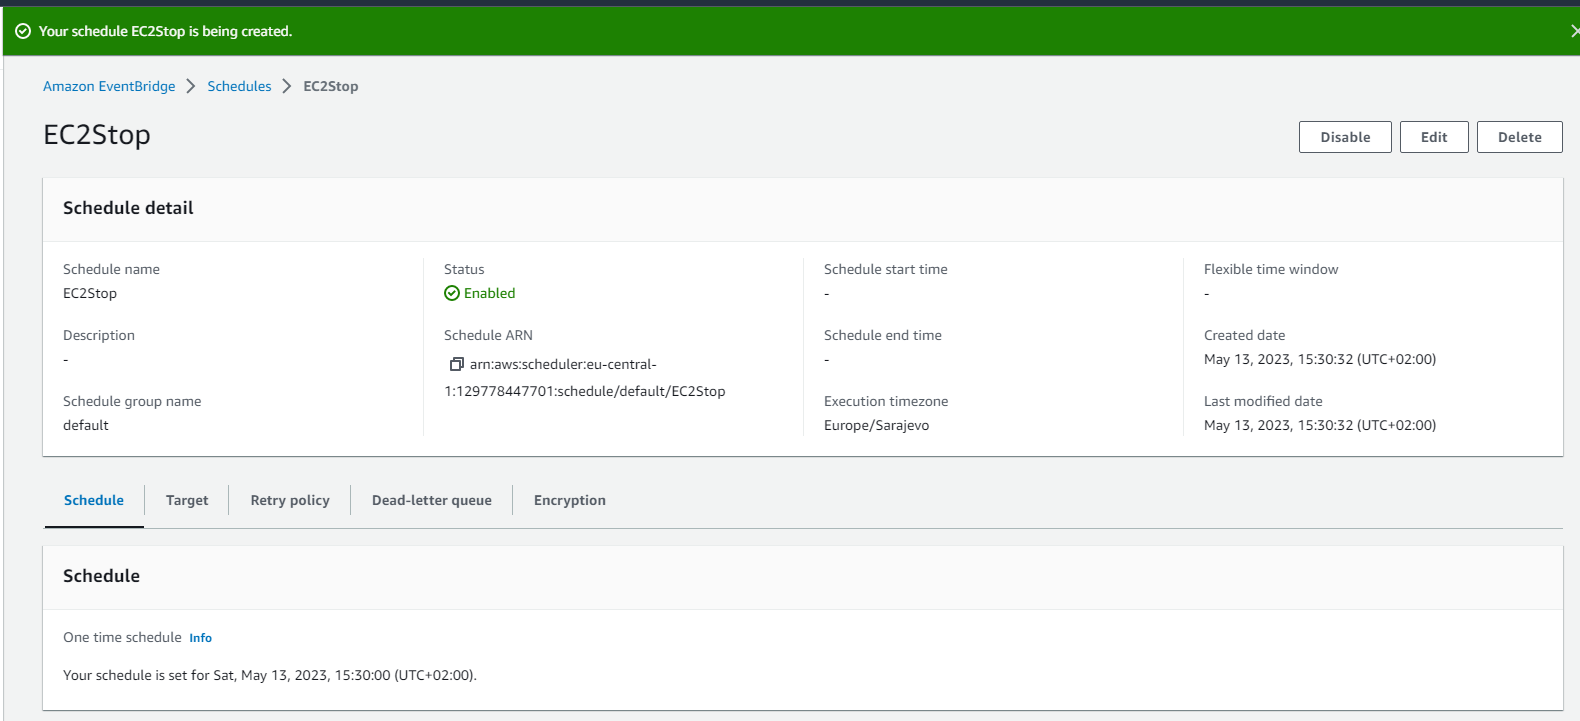 Your schedule EC2Stop is being created.
Amazon EventBridge > Schedules > EC2Stop
EC2Stop
Disable
Edit
Delete
Schedule detail
Schedule name
EC2Stop
Description
-
Schedule group name
default
Status
Enabled
Schedule ARN
arn:aws:scheduler:eu-central-
1:129778447701:schedule/default/EC2Stop
Schedule start time
-
Schedule end time
-
Execution timezone
Europe/Sarajevo
Flexible time window
-
Created date
May 13, 2023, 15:30:32 (UTC+02:00)
Last modified date
May 13, 2023, 15:30:32 (UTC+02:00)
Schedule
Target
Retry policy
Dead-letter queue
Encryption
Schedule
One time schedule Info
Your schedule is set for Sat, May 13, 2023, 15:30:00 (UTC+02:00).